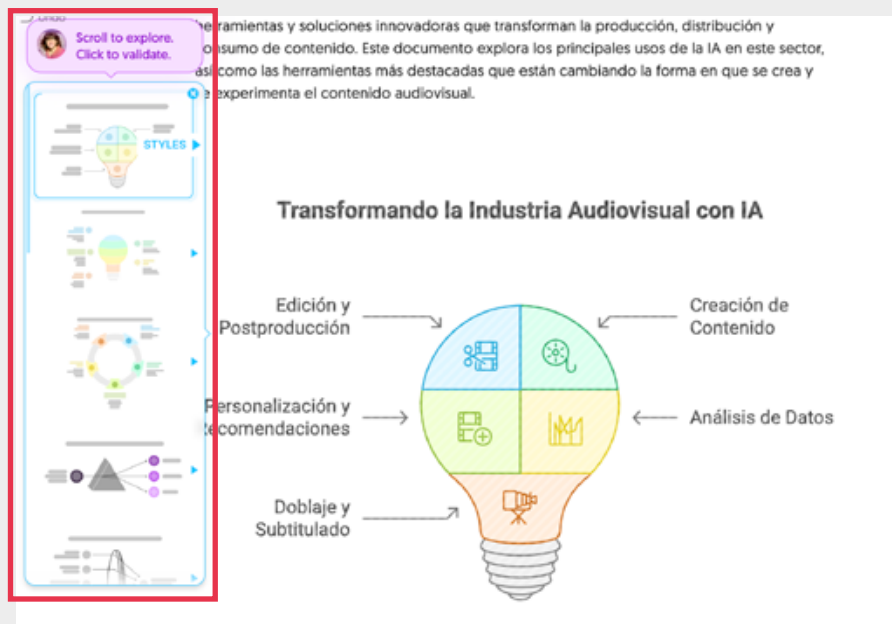 Undo
Scroll to explore.
Click to validate.
STYLES
herramientas y soluciones innovadoras que transforman la producción, distribución y
onsumo de contenido. Este documento explora los principales usos de la IA en este sector,
así como las herramientas más destacadas que están cambiando la forma en que se crea y
e experimenta el contenido audiovisual.
Transformando la Industria Audiovisual con IA
Edición y
Postproducción
Creación de
Contenido
Personalización y
Recomendaciones
Análisis de Datos
Doblaje y
Subtitulado